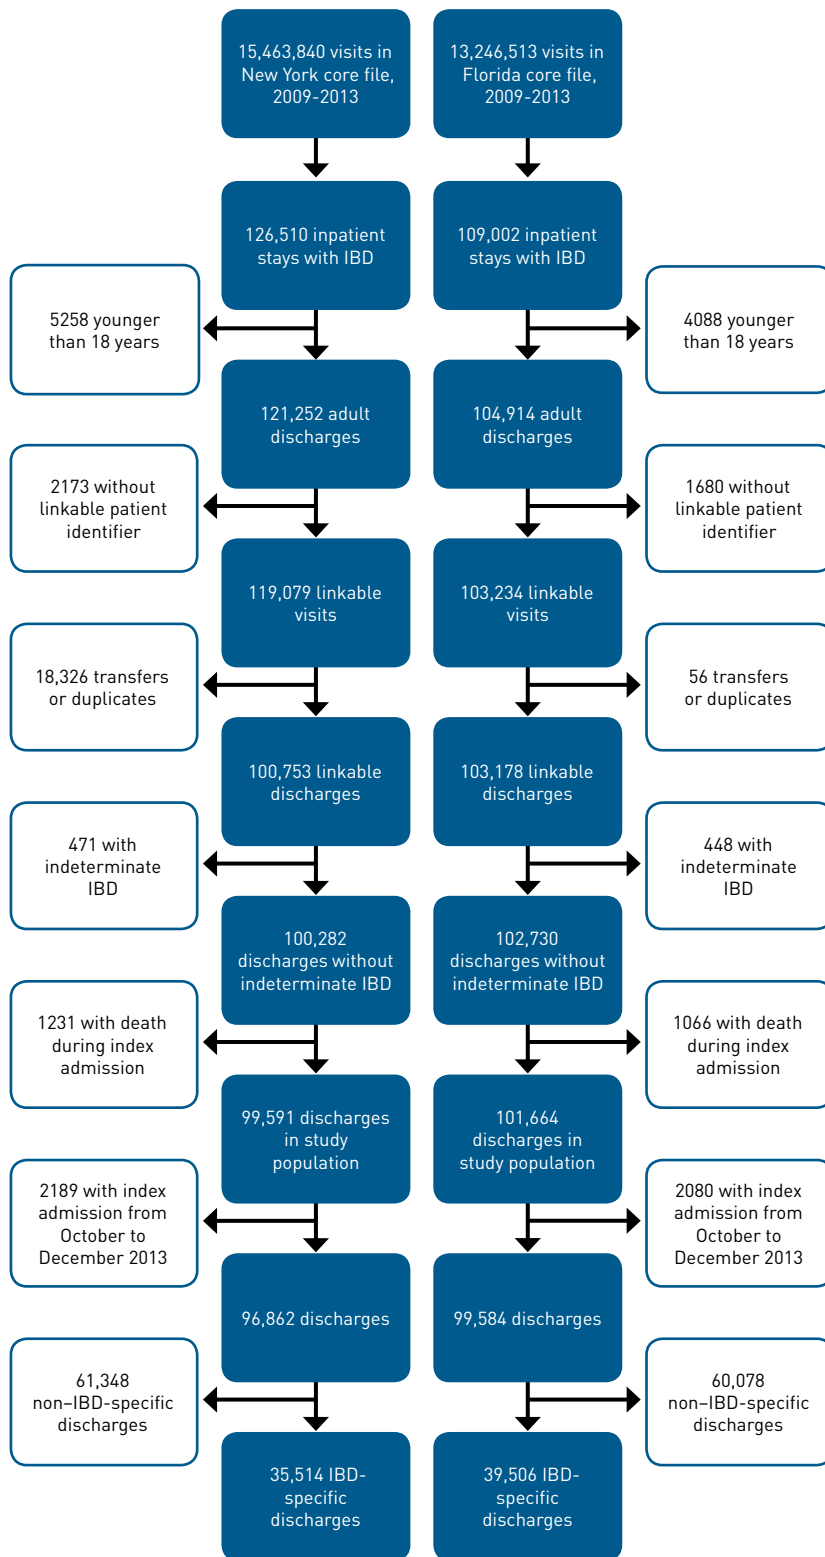 15,463,840 visits in
New York core file,
2009-2013
13,246,513 visits in
Florida core file,
2009-2013
126,510 inpatient
stays with IBD
109,002 inpatient
stays with IBD
5258 younger
than 18 years
4088 younger
than 18 years
121,252 adult
discharges
104,914 adult
discharges
2173 without
linkable patient
identifier
1680 without
linkable patient
identifier
119,079 linkable
visits
103,234 linkable
visits
18,326 transfers
or duplicates
56 transfers
or duplicates
100,753 linkable
discharges
103,178 linkable
discharges
471 with
indeterminate
IBD
448 with
indeterminate
IBD
100,282
discharges without
indeterminate IBD
102,730
discharges without
indeterminate IBD
1231 with death
during index
admission
1066 with death
during index
admission
99,591 discharges
in study
population
101,664
discharges in
study population
2189 with index
admission from
October to
December 2013
2080 with index
admission from
October to
December 2013
96,862 discharges
99,584 discharges
61,348
non–IBD-specific
discharges
60,078
non–IBD-specific
discharges
35,514 IBD-
specific
discharges
39,506 IBD-
specific
discharges